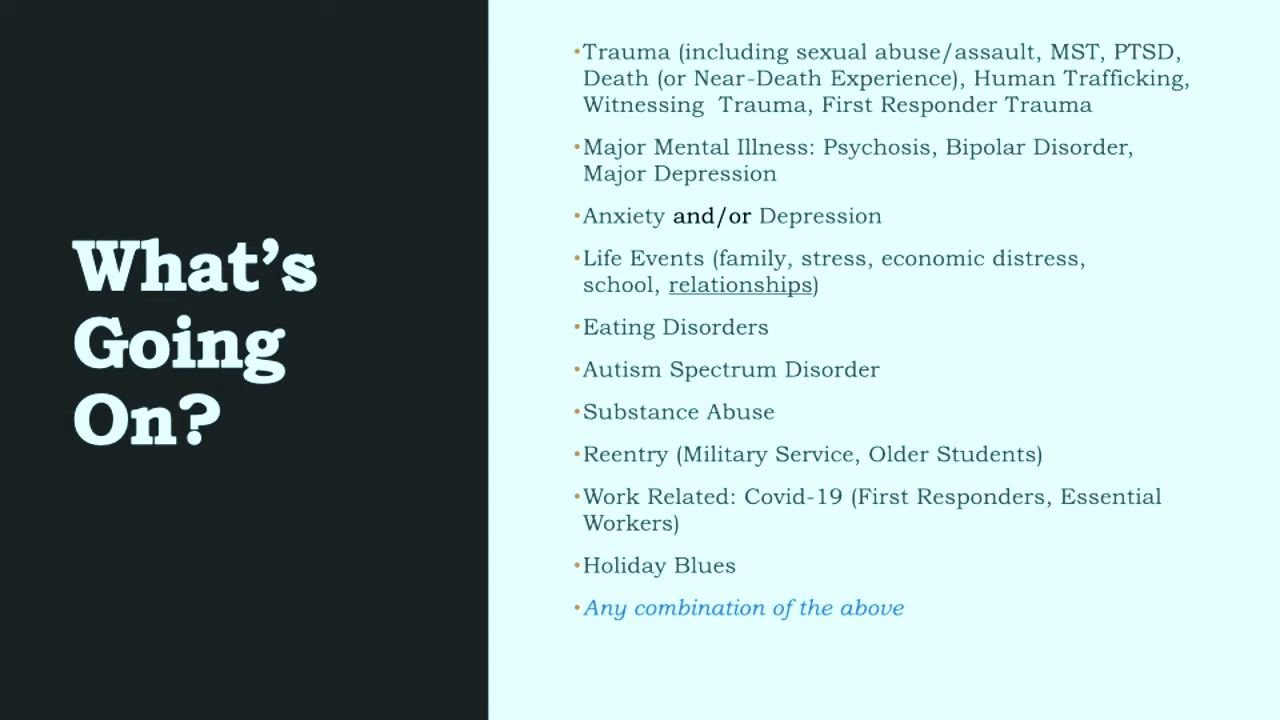 What's
Going
On?
•Trauma (including sexual abuse/assault, MST, PTSD,
Death (or Near-Death Experience), Human Trafficking,
Witnessing  Trauma, First Responder Trauma
•Major Mental Illness: Psychosis, Bipolar Disorder,
Major Depression
•Anxiety and/or Depression
•Life Events (family, stress, economic distress,
school, relationships)
•Eating Disorders
•Autism Spectrum Disorder
•Substance Abuse
•Reentry (Military Service, Older Students)
•Work Related: Covid-19 (First Responders, Essential
Workers)
•Holiday Blues
•Any combination of the above